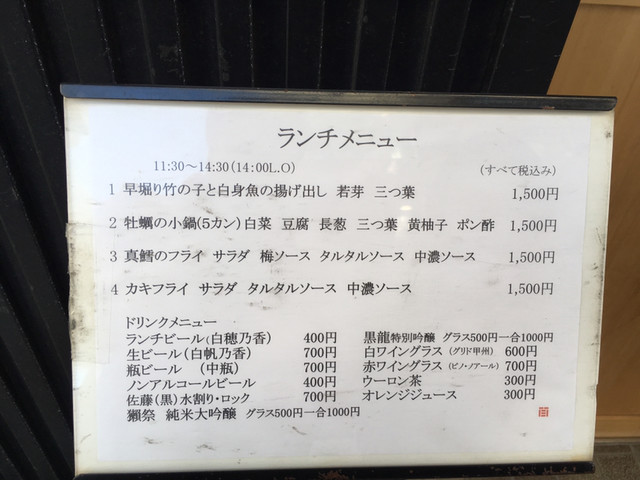 ランチメニュー
11:30～14:30(14:00L.O)
(すべて税込み)
1 早堀り竹の子と白身魚の揚げ出し 若芽 三つ葉 1,500円
2 牡蠣の小鍋(5カン)白菜 豆腐 長葱 三つ葉 黄柚子 ポン酢 1,500円
3 真鱈のフライ サラダ 梅ソース タルタルソース 中濃ソース 1,500円
4 カキフライ サラダ タルタルソース 中濃ソース 1,500円
ドリンクメニュー
ランチビール(白穂乃香) 400円
生ビール(白帆乃香) 700円
瓶ビール (中瓶) 700円
ノンアルコールビール 400円
佐藤(黒)水割り・ロック 700円
獺祭 純米大吟醸 グラス500円一合1000円
黒龍特別吟醸 グラス500円一合1000円
白ワイングラス(グリド甲州) 600円
赤ワイングラス(ピノ・ノアール) 700円
ウーロン茶 300円
オレンジジュース 300円